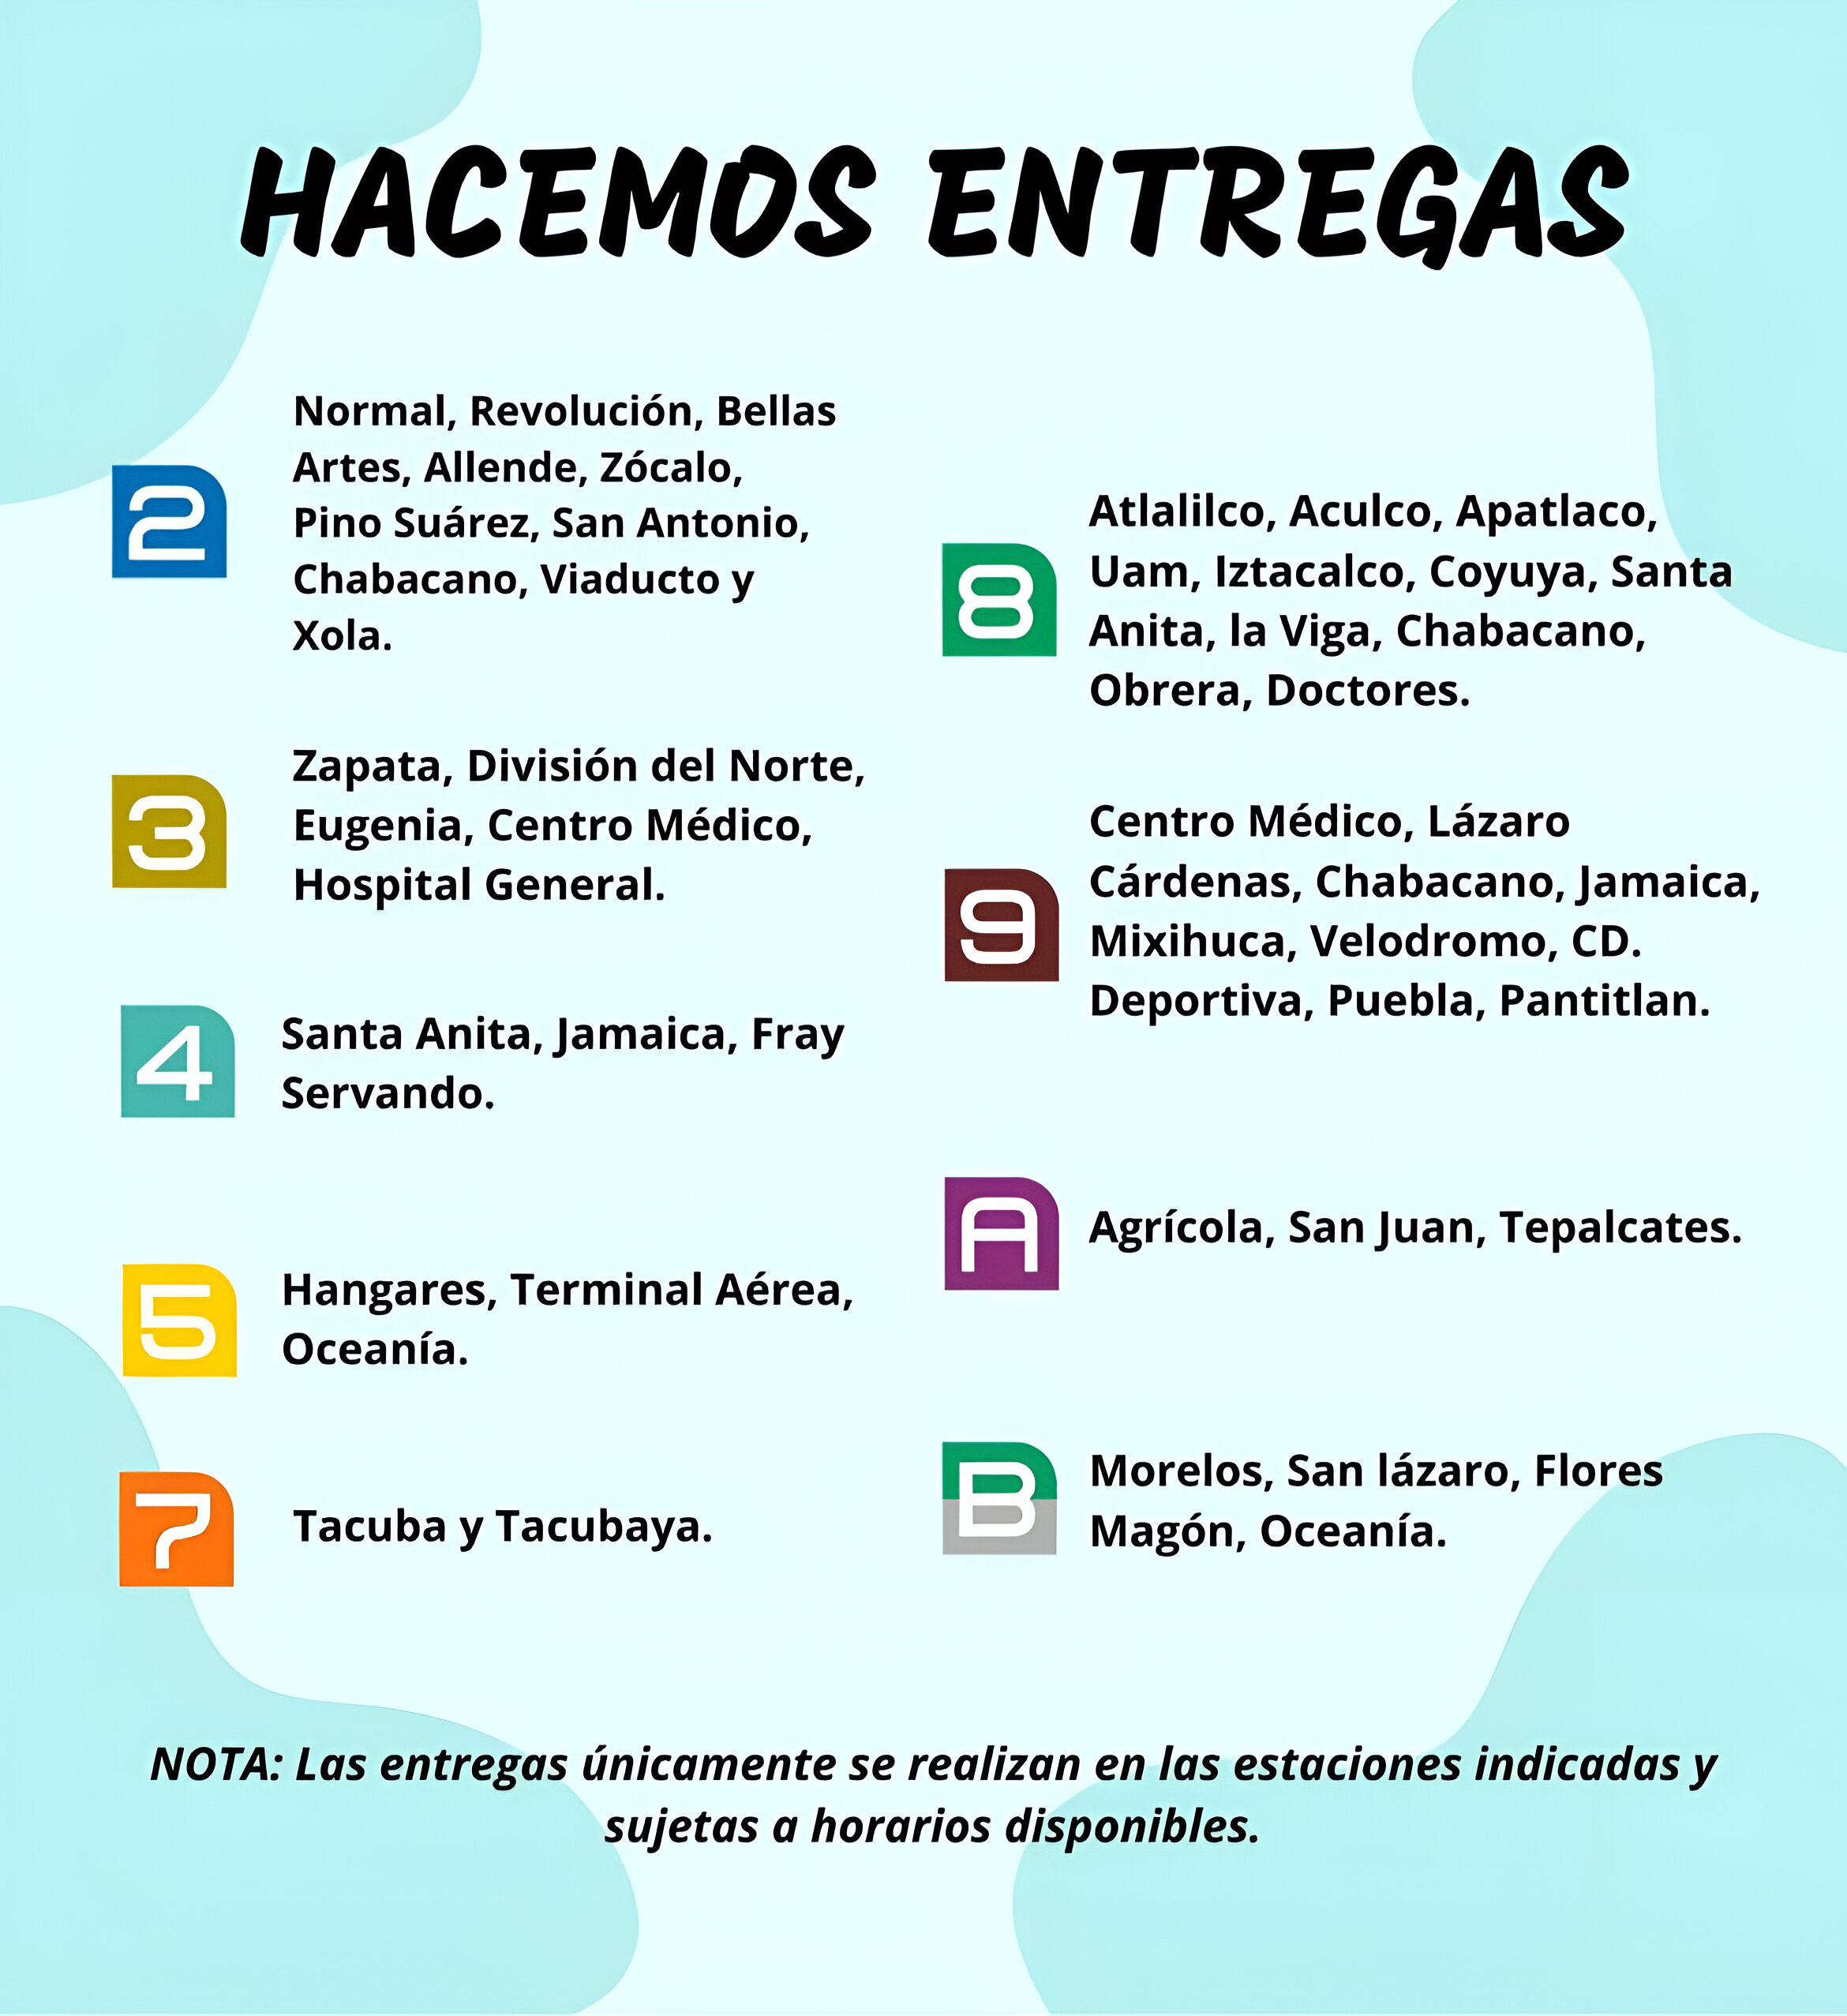 HACEMOS ENTREGAS
2
Normal, Revolución, Bellas
Artes, Allende, Zócalo,
Pino Suárez, San Antonio,
Chabacano, Viaducto y
Xola.
3
Zapata, División del Norte,
Eugenia, Centro Médico,
Hospital General.
4
Santa Anita, Jamaica, Fray
Servando.
5
Hangares, Terminal Aérea,
Oceanía.
7
Tacuba y Tacubaya.
8
Atlalilco, Aculco, Apatlaco,
Uam, Iztacalco, Coyuya, Santa
Anita, la Viga, Chabacano,
Obrera, Doctores.
9
Centro Médico, Lázaro
Cárdenas, Chabacano, Jamaica,
Mixihuca, Velodromo, CD.
Deportiva, Puebla, Pantitlan.
A
Agrícola, San Juan, Tepalcates.
B
Morelos, San lázaro, Flores
Magón, Oceanía.
NOTA: Las entregas únicamente se realizan en las estaciones indicadas y
sujetas a horarios disponibles.